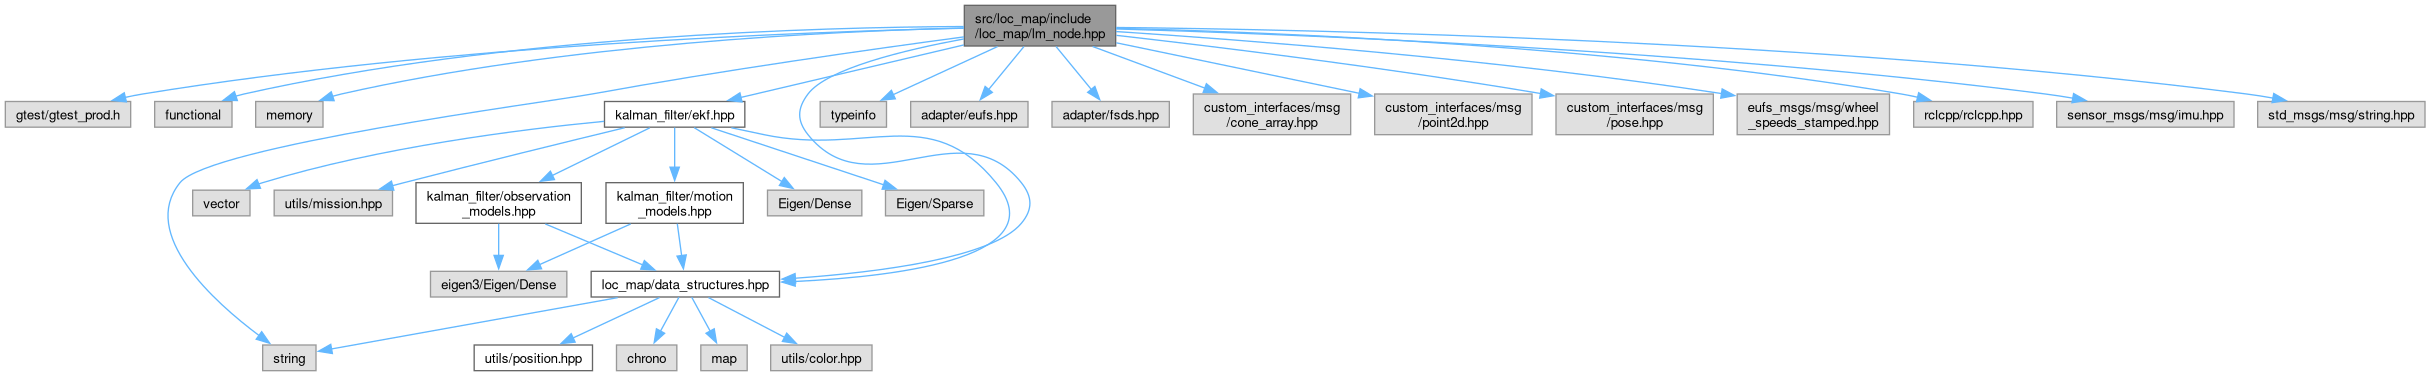 src/loc_map/include
/loc_map/lm_node.hpp
gtest/gtest_prod.h
functional
memory
kalman_filter/ekf.hpp
typeinfo
adapter/eufs.hpp
adapter/fsds.hpp
custom_interfaces/msg
/cone_array.hpp
custom_interfaces/msg
/point2d.hpp
custom_interfaces/msg
/pose.hpp
eufs_msgs/msg/wheel
_speeds_stamped.hpp
rclcpp/rclcpp.hpp
sensor_msgs/msg/imu.hpp
std_msgs/msg/string.hpp
vector
utils/mission.hpp
kalman_filter/observation
_models.hpp
kalman_filter/motion
_models.hpp
Eigen/Dense
Eigen/Sparse
eigen3/Eigen/Dense
loc_map/data_structures.hpp
string
utils/position.hpp
chrono
map
utils/color.hpp